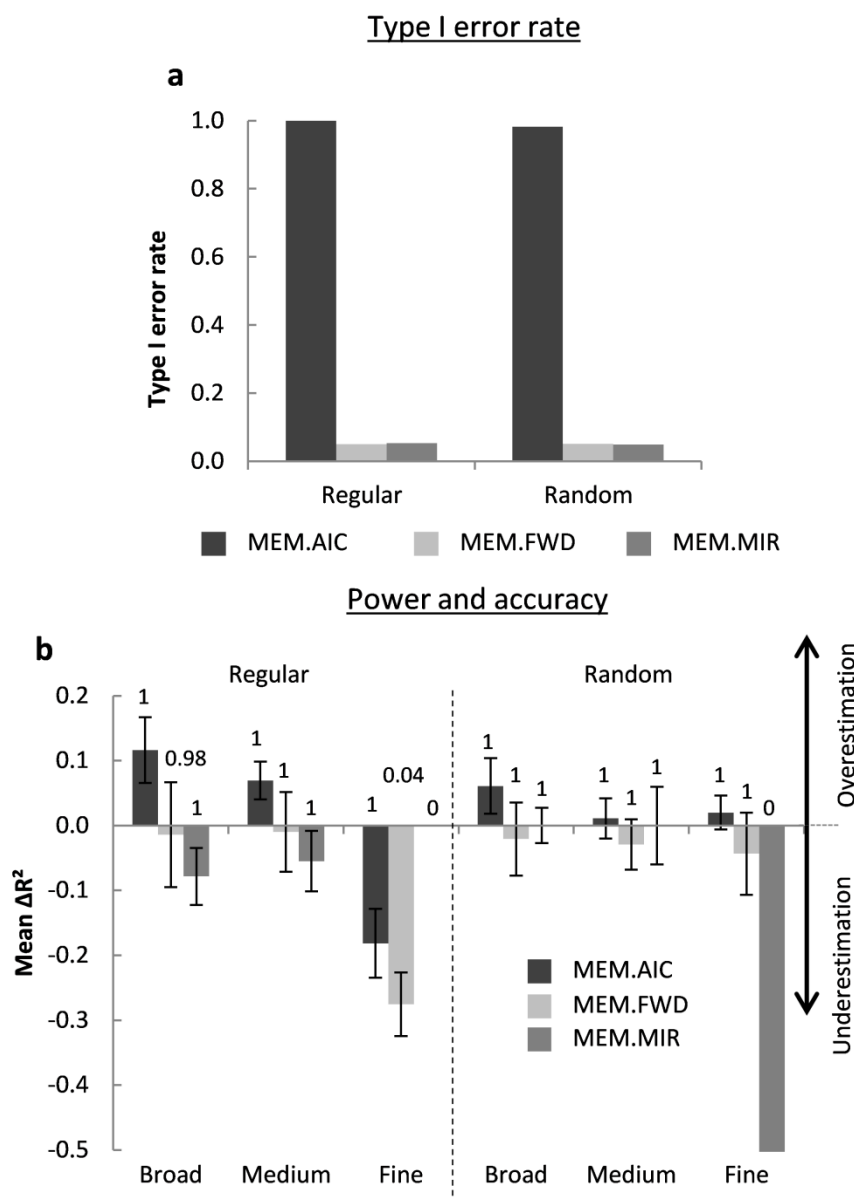 Type I error rate
a
1.0
0.8
0.6
0.4
0.2
0.0
Type I error rate
Regular Random
MEM.AIC MEM.FWD MEM.MIR
Power and accuracy
b
Regular Random
0.2
0.1
0.0
-0.1
-0.2
-0.3
-0.4
-0.5
Mean ΔR²
1 0.98 1
1 1 1
1 0.04 0
1 1 1
1 1 1
1 1 0
MEM.AIC
MEM.FWD
MEM.MIR
Overestimation
Underestimation
Broad Medium Fine Broad Medium Fine